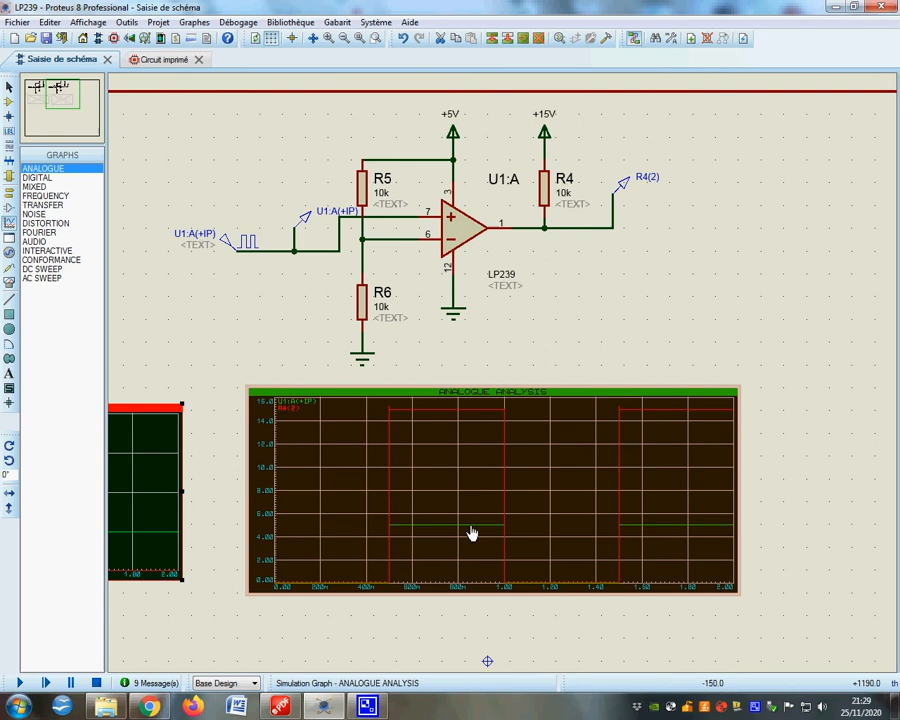 LP239 - Proteus 8 Professional - Saisie de schéma
Fichier Editer Affichage Outils Projet Graphes Débogage Bibliothèque Gabarit Système Aide
Saisie de schéma
Circuit imprimé
GRAPHS
ANALOGUE
DIGITAL
MIXED
FREQUENCY
TRANSFER
NOISE
DISTORTION
FOURIER
AUDIO
INTERACTIVE
CONFORMANCE
DC SWEEP
AC SWEEP
0°
+5V
+15V
R5
10k
<TEXT>
U1:A
R4
10k
<TEXT>
R4(2)
U1:A(+IP)
U1:A(+IP)
<TEXT>
3
7
6
1
12
LP239
<TEXT>
R6
10k
<TEXT>
ANALOGUE ANALYSIS
U1:A(+IP)
R4(2)
16.0
14.0
12.0
10.0
8.00
6.00
4.00
2.00
0.00
0.00 200m 400m 600m 800m 1.00 1.20 1.40 1.60 1.80 2.00
1.80 2.00
9 Message(s)
Base Design
Simulation Graph - ANALOGUE ANALYSIS
-150.0
+1190.0
th
21:29
25/11/2020